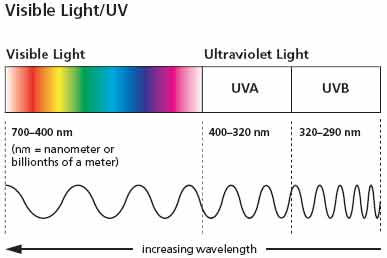 Visible Light/UV
Visible Light
Ultraviolet Light
UVA
UVB
700–400 nm
(nm = nanometer or
billionths of a meter)
400–320 nm
320–290 nm
increasing wavelength